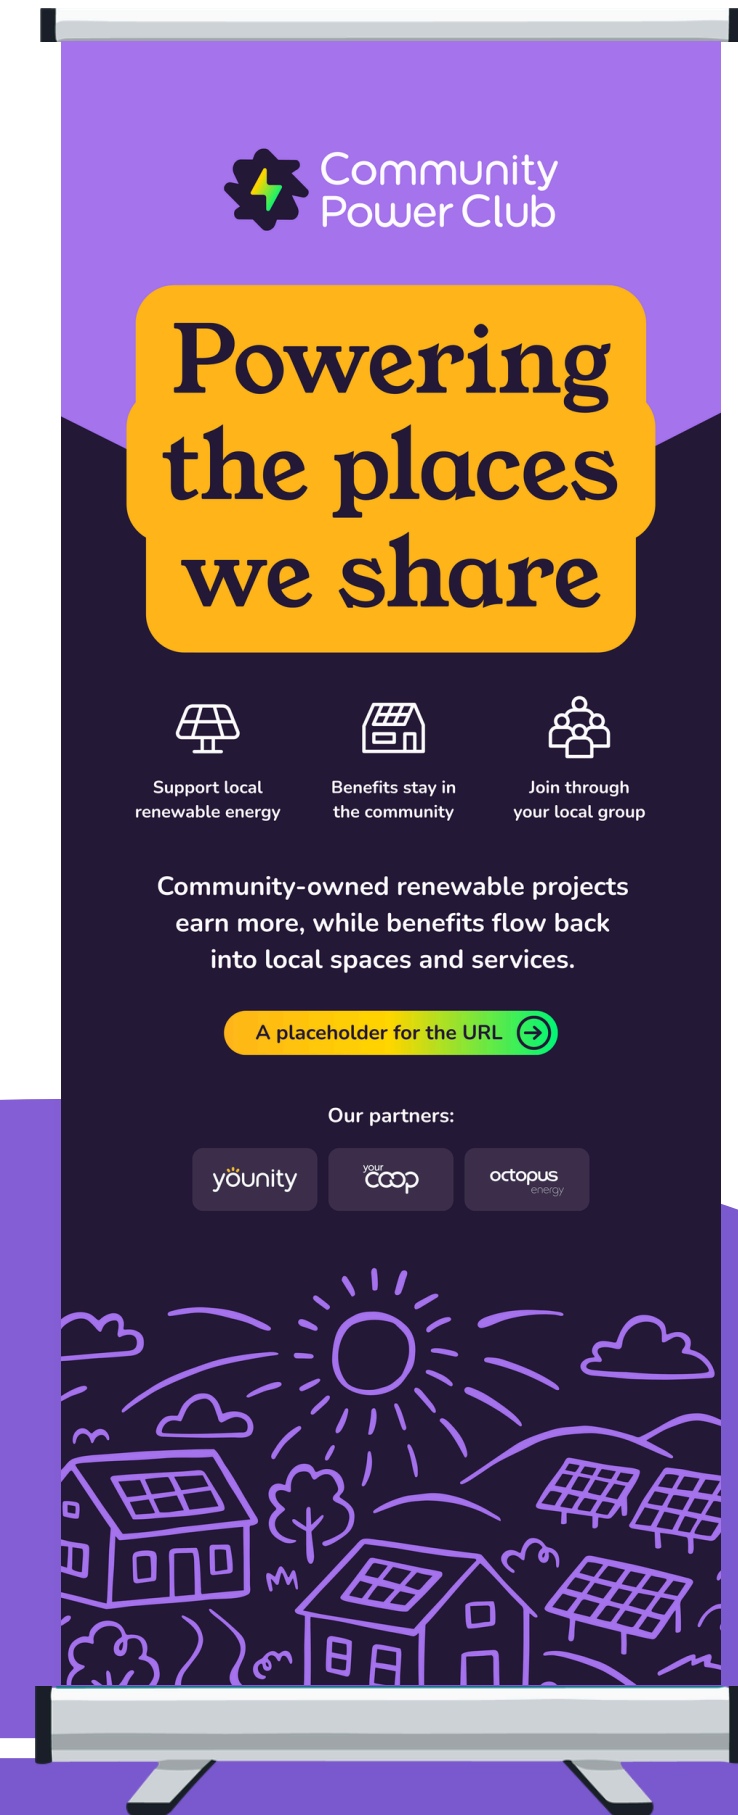 Community
Power Club
Powering
the places
we share
Support local
renewable energy
Benefits stay in
the community
Join through
your local group
Community-owned renewable projects
earn more, while benefits flow back
into local spaces and services.
A placeholder for the URL
Our partners:
younity
your
coop
octopus
energy